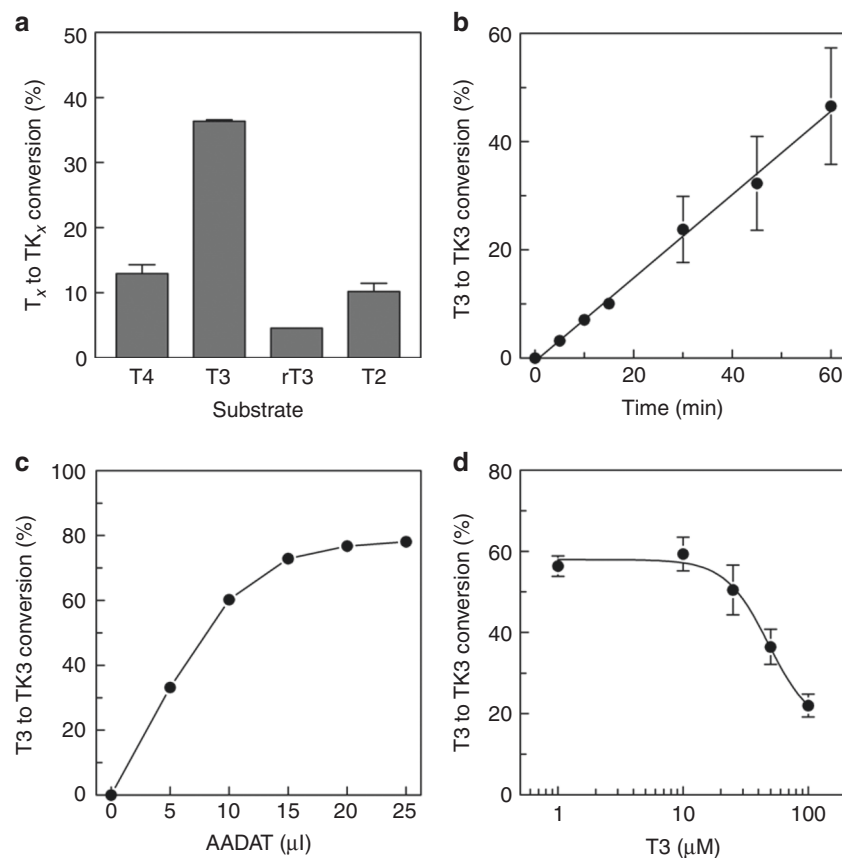 a
T_x to TK_x conversion (%)
50
40
30
20
10
0
T4 T3 rT3 T2
Substrate
b
T3 to TK3 conversion (%)
60
40
20
0
0 20 40 60
Time (min)
c
T3 to TK3 conversion (%)
100
80
60
40
20
0
0 5 10 15 20 25
AADAT (µl)
d
T3 to TK3 conversion (%)
80
60
40
20
0
1 10 100
T3 (µM)